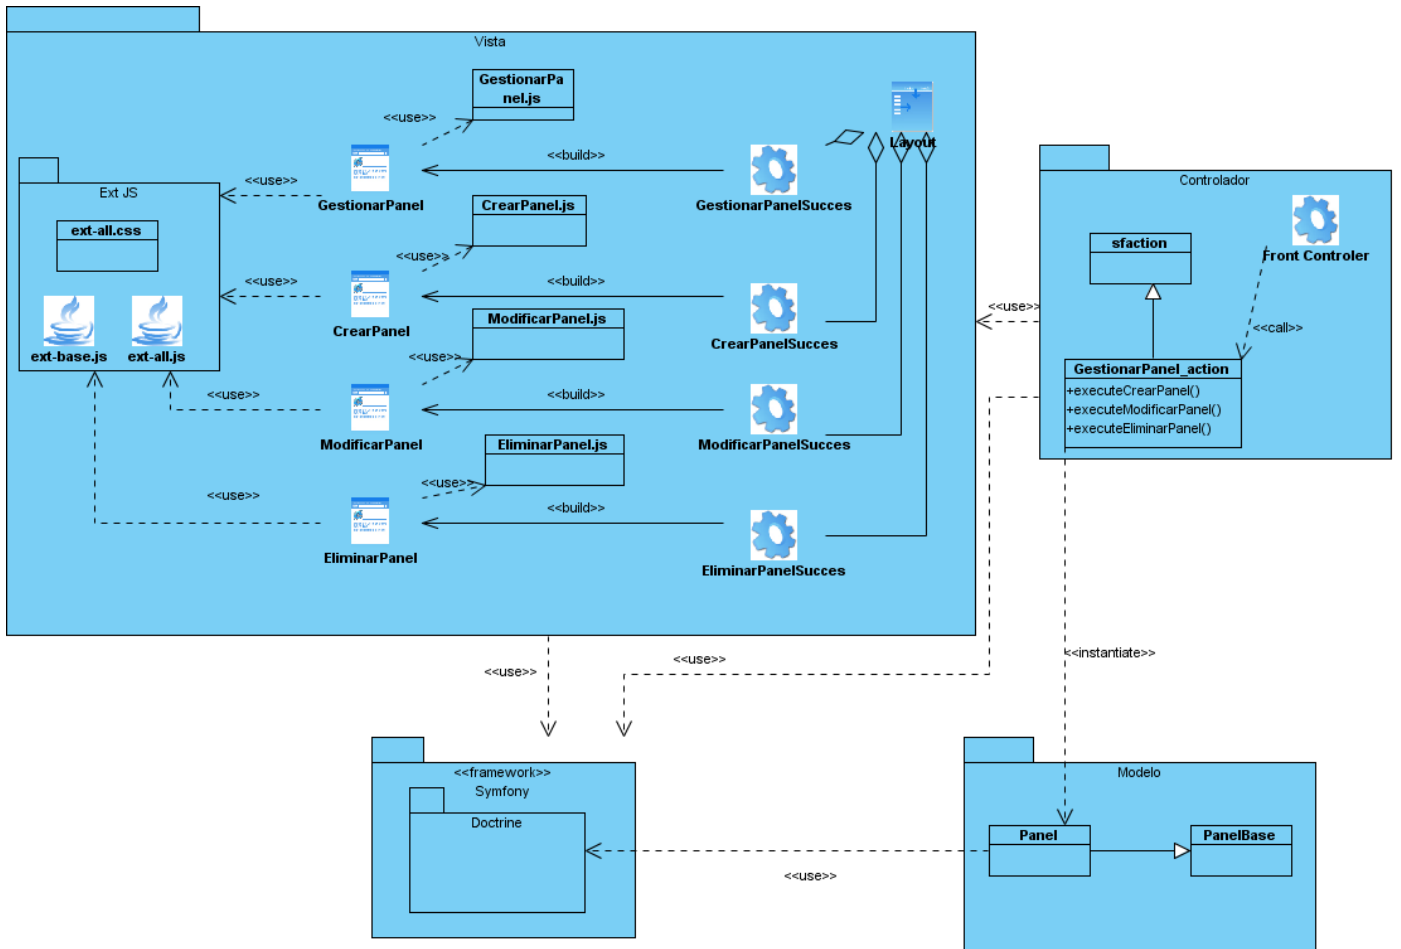 Vista
GestionarPa
nel.js
<<use>>
Layout
<<build>>
<<use>>
GestionarPanel
GestionarPanelSucces
Ext JS
ext-all.css
CrearPanel.js
<<use>>
<<use>>
<<build>>
CrearPanel
CrearPanelSucces
ext-base.js
ext-all.js
ModificarPanel.js
<<use>>
<<use>>
<<build>>
ModificarPanel
ModificarPanelSucces
EliminarPanel.js
<<use>>
<<use>>
<<build>>
EliminarPanel
EliminarPanelSucces
Controlador
sfaction
Front Controler
<<use>>
<<call>>
GestionarPanel_action
+executeCrearPanel()
+executeModificarPanel()
+executeEliminarPanel()
<<use>>
<<use>>
<<instantiate>>
<<framework>>
Symfony
Doctrine
Modelo
Panel
PanelBase
<<use>>